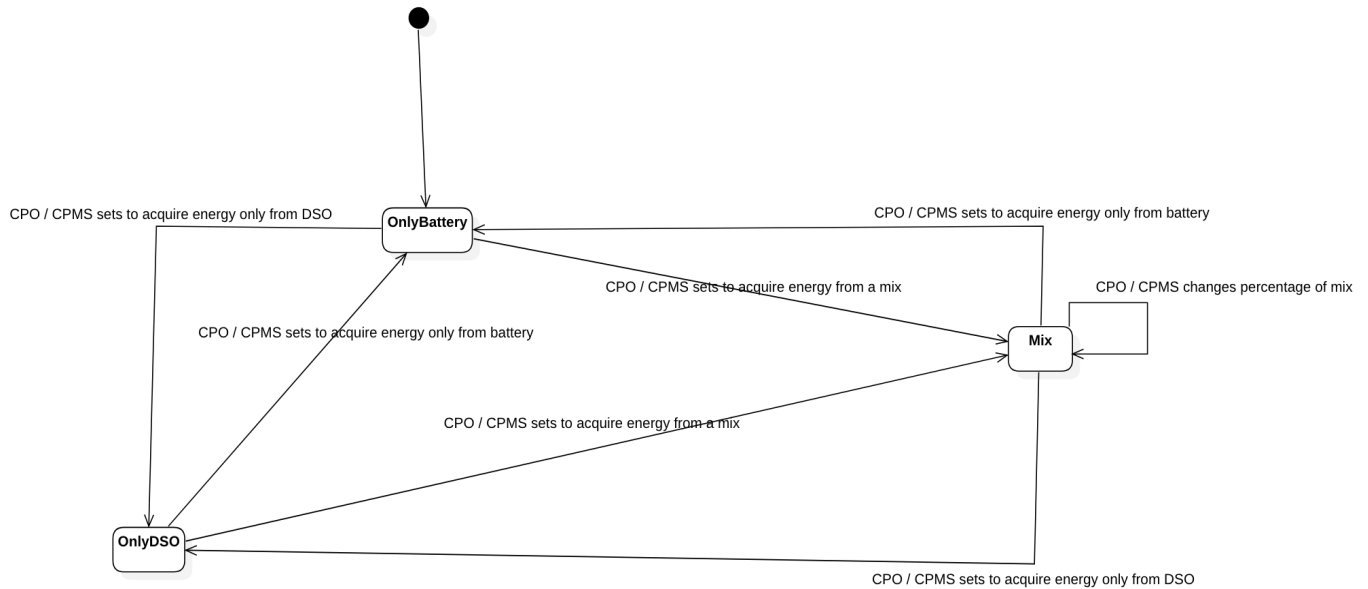 CPO / CPMS sets to acquire energy only from DSO
OnlyBattery
CPO / CPMS sets to acquire energy only from battery
CPO / CPMS sets to acquire energy from a mix
CPO / CPMS changes percentage of mix
CPO / CPMS sets to acquire energy only from battery
Mix
CPO / CPMS sets to acquire energy from a mix
OnlyDSO
CPO / CPMS sets to acquire energy only from DSO